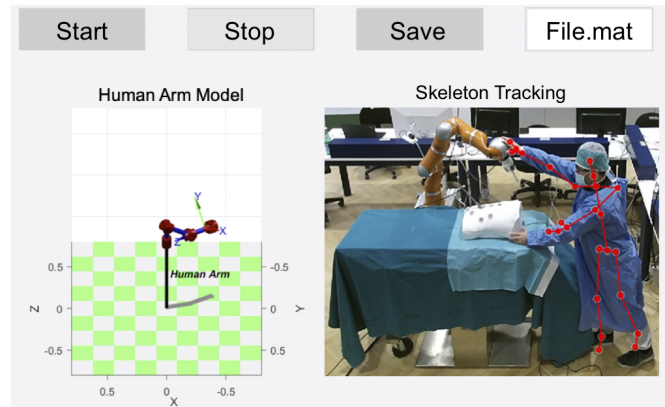 Start Stop Save File.mat
Human Arm Model Skeleton Tracking
Y
X
Z
Human Arm
0.5
0
-0.5
Z
-0.5
0
0.5
Y
0.5 0 -0.5
X